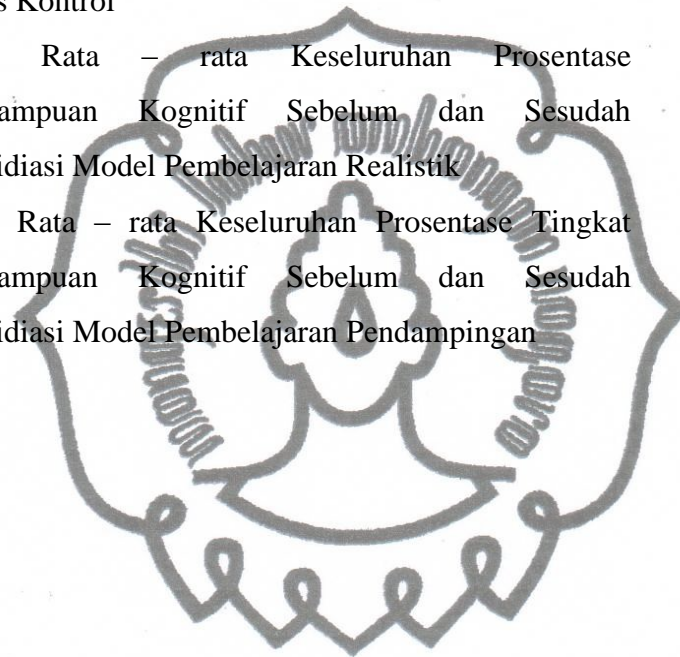 s Kontrol
Rata – rata Keseluruhan Prosentase
ampuan Kognitif Sebelum dan Sesudah
idiasi Model Pembelajaran Realistik
Rata – rata Keseluruhan Prosentase Tingkat
ampuan Kognitif Sebelum dan Sesudah
idiasi Model Pembelajaran Pendampingan